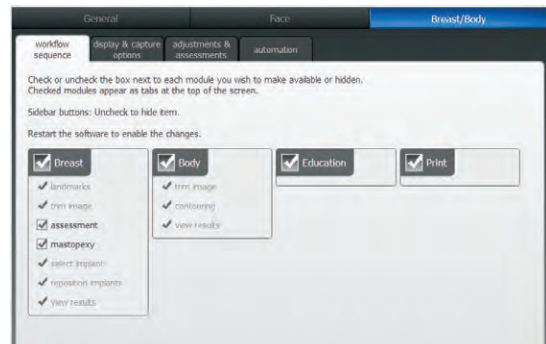 General
Face
Breast/Body
workflow
sequence
display & capture
options
adjustments &
assessments
automation
Check or uncheck the box next to each module you wish to make available or hidden.
Checked modules appear as tabs at the top of the screen.
Sidebar buttons: Uncheck to hide item.
Restart the software to enable the changes.
Breast
landmarks
trim image
assessment
mastopexy
select implant
reposition implants
view results
Body
trim image
contouring
view results
Education
Print